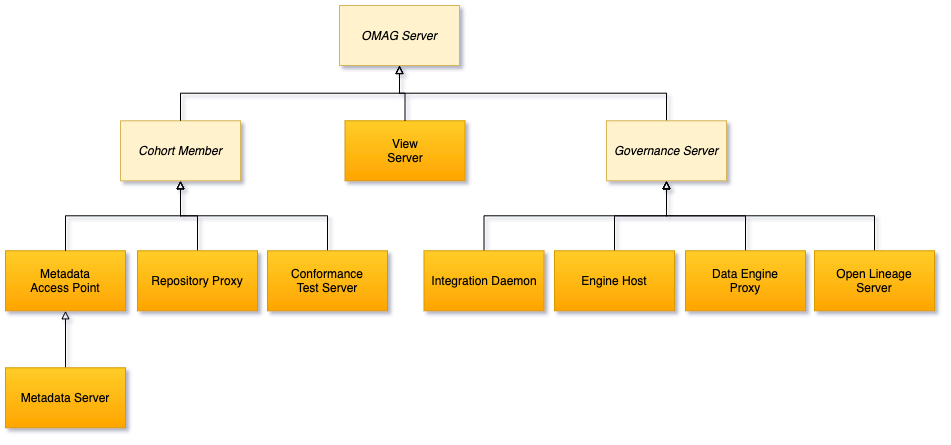 OMAG Server
Cohort Member
View
Server
Governance Server
Metadata
Access Point
Repository Proxy
Conformance
Test Server
Integration Daemon
Engine Host
Data Engine
Proxy
Open Lineage
Server
Metadata Server